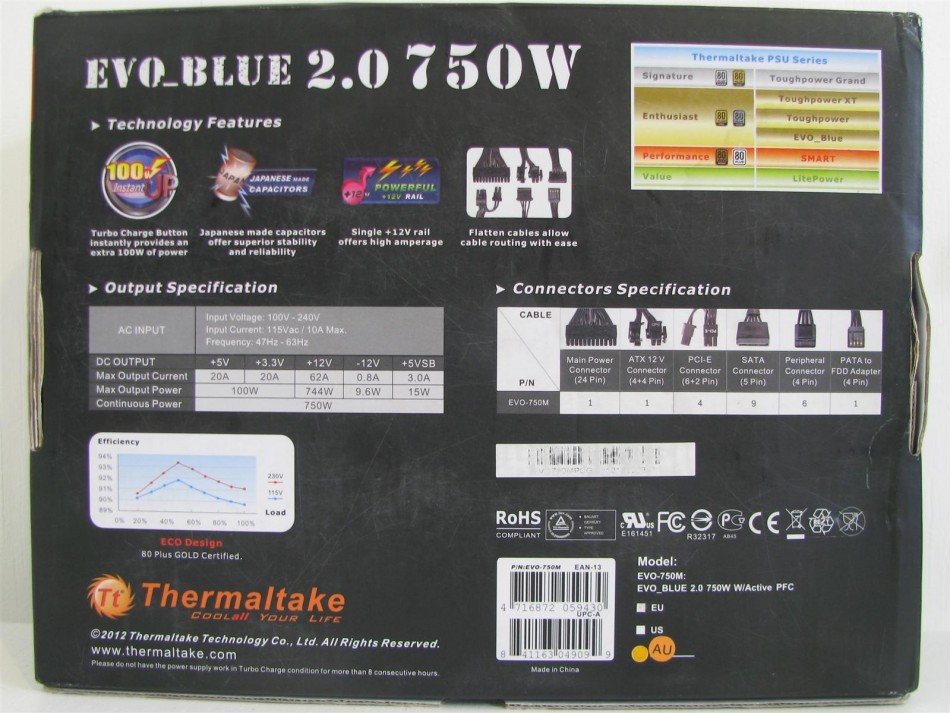 EVO_BLUE 2.0 750W
Thermaltake PSU Series
Signature 80 80 Toughpower Grand
Enthusiast 80 80 Toughpower XT
Toughpower
EVO_Blue
Performance 80 80 SMART
Value LitePower
➤ Technology Features
100W
Instant UP
JAPANESE MADE
CAPACITORS
+12V
POWERFUL
+12V RAIL
Turbo Charge Button
instantly provides an
extra 100W of power
Japanese made capacitors
offer superior stability
and reliability
Single +12V rail
offers high amperage
Flatten cables allow
cable routing with ease
➤ Output Specification
AC INPUT
Input Voltage: 100V - 240V
Input Current: 115Vac / 10A Max.
Frequency: 47Hz - 63Hz
DC OUTPUT +5V +3.3V +12V -12V +5VSB
Max Output Current 20A 20A 62A 0.8A 3.0A
Max Output Power 100W 744W 9.6W 15W
Continuous Power 750W
➤ Connectors Specification
CABLE
P/N
Main Power Connector (24 Pin)
ATX 12 V Connector (4+4 Pin)
PCI-E Connector (6+2 Pin)
SATA Connector (5 Pin)
Peripheral Connector (4 Pin)
PATA to FDD Adapter (4 Pin)
EVO-750M 1 1 4 9 6 1
Efficiency
94%
93%
92%
91%
90%
89%
0% 20% 40% 60% 80% 100%
230V
115V
Load
ECO Design
80 Plus GOLD Certified.
RoHS
COMPLIANT
E161451
FC
R32317
CE
Tt Thermaltake
COOLall YOUR LIFE
©2012 Thermaltake Technology Co., Ltd. All Rights Reserved.
www.thermaltake.com
Please do not have the power supply work in Turbo Charge condition for more than 8 consecutive hours.
P/N:EVO-750M EAN-13
4 716872 059430
UPC-A
8 41163 04909 9
Made in China
Model:
EVO-750M:
EVO_BLUE 2.0 750W W/Active PFC
EU
US
AU